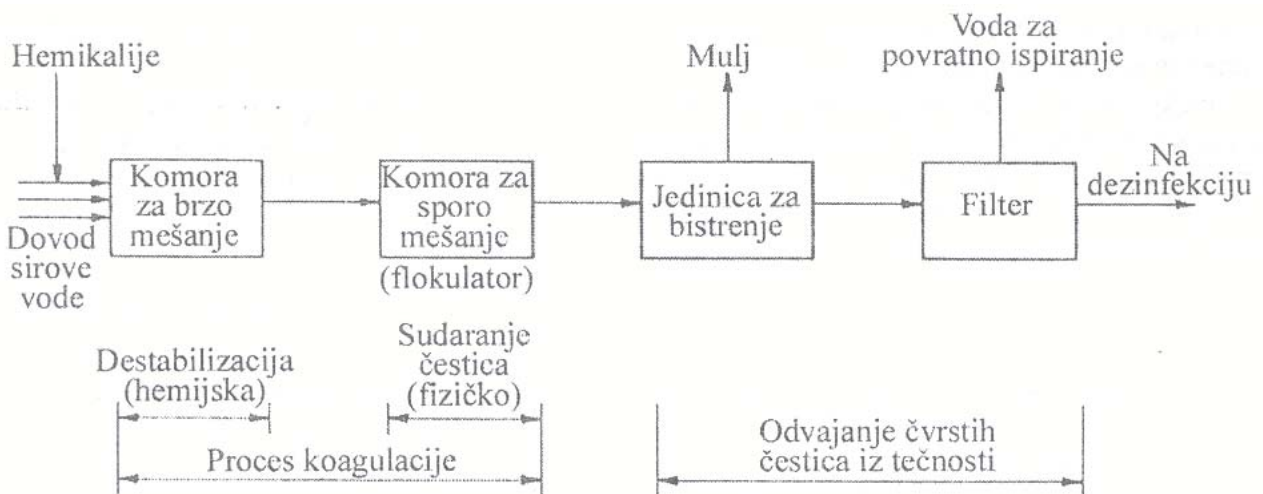 Hemikalije
Mulj
Voda za
povratno ispiranje
Komora
za brzo
mešanje
Komora za
sporo
mešanje
(flokulator)
Jedinica za
bistrenje
Filter
Na
dezinfekciju
Dovod
sirove
vode
Destabilizacija
(hemijska)
Sudaranje
čestica
(fizičko)
Proces koagulacije
Odvajanje čvrstih
čestica iz tečnosti